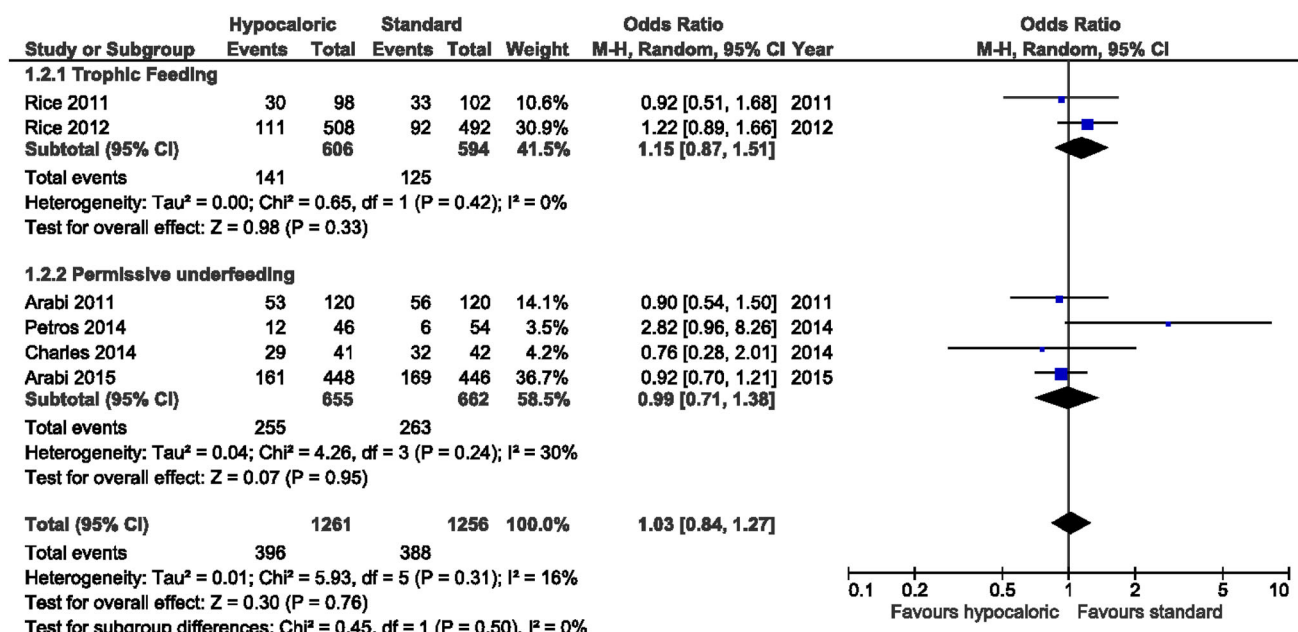 Hypocaloric Standard Odds Ratio Odds Ratio
Study or Subgroup Events Total Events Total Weight M-H, Random, 95% CI Year M-H, Random, 95% CI
1.2.1 Trophic Feeding
Rice 2011 30 98 33 102 10.6% 0.92 [0.51, 1.68] 2011
Rice 2012 111 508 92 492 30.9% 1.22 [0.89, 1.66] 2012
Subtotal (95% CI) 606 594 41.5% 1.15 [0.87, 1.51]
Total events 141 125
Heterogeneity: Tau² = 0.00; Chi² = 0.65, df = 1 (P = 0.42); I² = 0%
Test for overall effect: Z = 0.98 (P = 0.33)
1.2.2 Permissive underfeeding
Arabi 2011 53 120 56 120 14.1% 0.90 [0.54, 1.50] 2011
Petros 2014 12 46 6 54 3.5% 2.82 [0.96, 8.26] 2014
Charles 2014 29 41 32 42 4.2% 0.76 [0.28, 2.01] 2014
Arabi 2015 161 448 169 446 36.7% 0.92 [0.70, 1.21] 2015
Subtotal (95% CI) 655 662 58.5% 0.99 [0.71, 1.38]
Total events 255 263
Heterogeneity: Tau² = 0.04; Chi² = 4.26, df = 3 (P = 0.24); I² = 30%
Test for overall effect: Z = 0.07 (P = 0.95)
Total (95% CI) 1261 1256 100.0% 1.03 [0.84, 1.27]
Total events 396 388
Heterogeneity: Tau² = 0.01; Chi² = 5.93, df = 5 (P = 0.31); I² = 16%
Test for overall effect: Z = 0.30 (P = 0.76)
Test for subgroup differences: Chi² = 0.45, df = 1 (P = 0.50), I² = 0%
0.1 0.2 0.5 1 2 5 10
Favours hypocaloric Favours standard